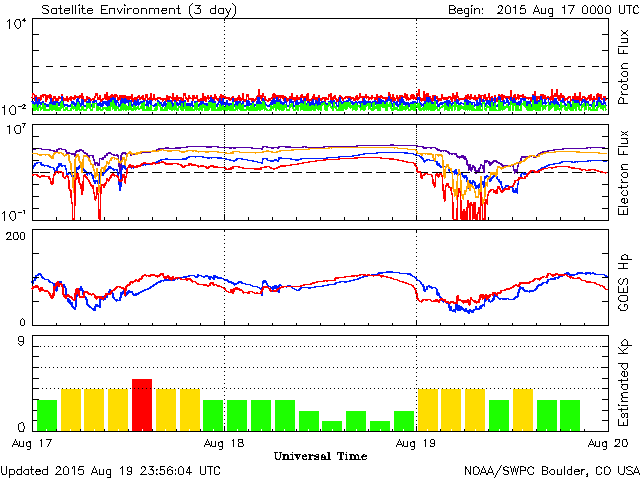 Satellite Environment (3 day) Begin: 2015 Aug 17 0000 UTC
10⁴
10⁻²
Proton Flux
10⁷
10⁻¹
Electron Flux
200
0
GOES Hp
9
0
Estimated Kp
Aug 17 Aug 18 Aug 19 Aug 20
Universal Time
Updated 2015 Aug 19 23:56:04 UTC NOAA/SWPC Boulder, CO USA